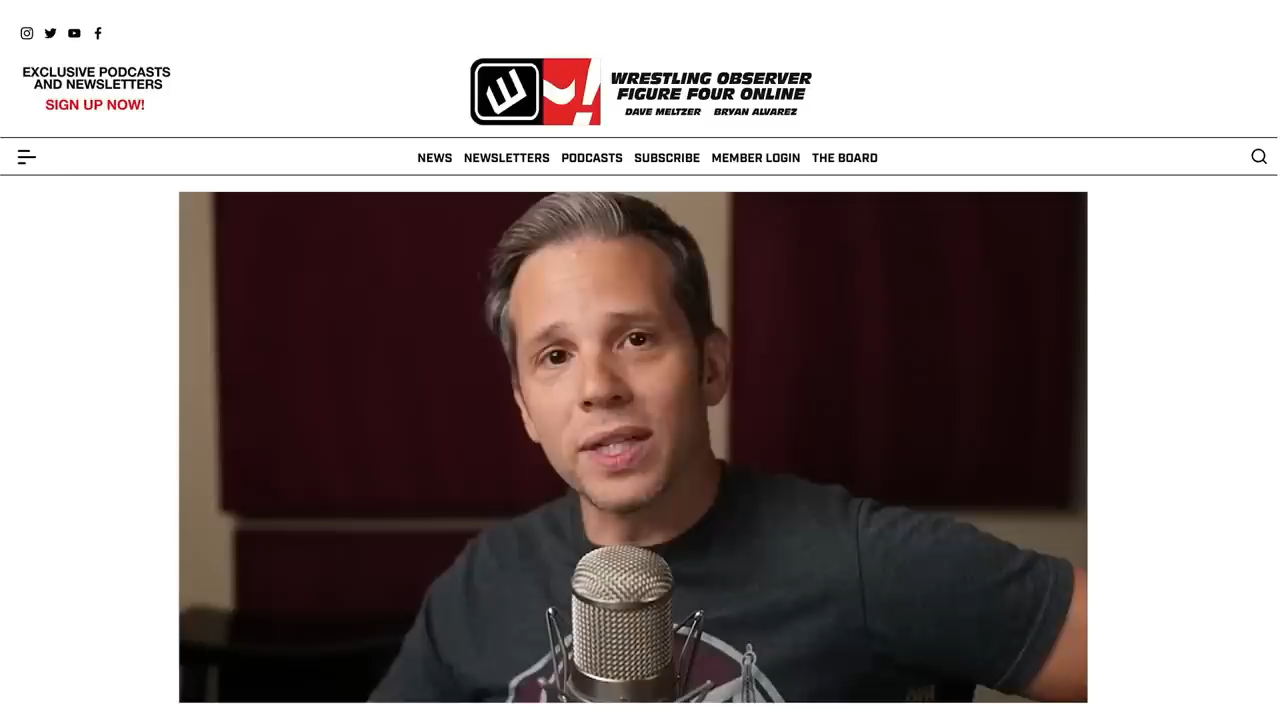 EXCLUSIVE PODCASTS
AND NEWSLETTERS
SIGN UP NOW!
WRESTLING OBSERVER
FIGURE FOUR ONLINE
DAVE MELTZER BRYAN ALVAREZ
NEWS NEWSLETTERS PODCASTS SUBSCRIBE MEMBER LOGIN THE BOARD